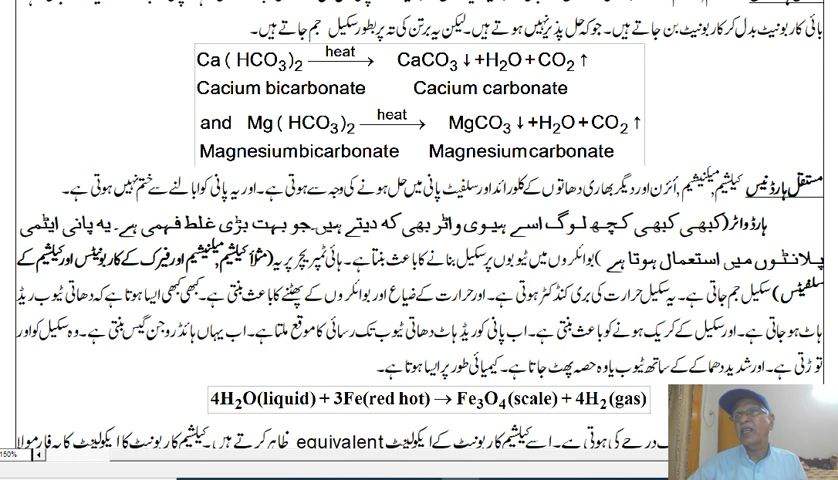 بائی کاربونیٹ بدل کر کاربونیٹ بن جاتے ہیں۔ جو کہ حل پذیر نہیں ہوتے ہیں۔ لیکن یہ برتن کی تہ پر بطور سکیل جم جاتے ہیں۔
Ca ( HCO₃ )₂ —heat→ CaCO₃ ↓ +H₂O + CO₂ ↑
Cacium bicarbonate Cacium carbonate
and Mg ( HCO₃ )₂ —heat→ MgCO₃ ↓ +H₂O + CO₂ ↑
Magnesiumbicarbonate Magnesiumcarbonate
مستقل ہارڈنیس کیلشیم، میگنیشیم، آئرن اور دیگر بھاری دھاتوں کے کلورائد اور سلفیٹ پانی میں حل ہونے کی وجہ سے ہوتی ہے۔ اور یہ پانی کو ابالنے سے ختم نہیں ہوتی ہے۔
ہارڈ واٹر (کبھی کبھی کچھ لوگ اسے ہیوی واٹر بھی کہ دیتے ہیں۔ جو بہت بڑی غلط فہمی ہے۔ یہ پانی ایٹمی
پلانٹوں میں استعمال ہوتا ہے ) بوائلروں میں ٹیوبوں پر سکیل بنانے کا باعث بنتا ہے۔ ہائی ٹمپریچر پر یہ (مثلاً کیلشیم، میگنیشیم اور فیرک کے کاربونیٹس اور کیلشیم کے
سلفیٹس) سکیل جم جاتی ہے۔ یہ سکیل حرارت کی بری کنڈکٹر ہوتی ہے۔ اور حرارت کے ضیاع اور بوائلروں کے پھٹنے کا باعث بنتی ہے۔ کبھی کبھی ایسا ہوتا ہے کہ دھاتی ٹیوب ریڈ
ہاٹ ہو جاتی ہے۔ اور سکیل کے کریک ہونے کو باعث بنتی ہے۔ اب پانی کو ریڈ ہاٹ دھاتی ٹیوب تک رسائی کا موقع ملتا ہے۔ اب یہاں ہائڈروجن گیس بنتی ہے۔ وہ سکیل کو اور
توڑتی ہے۔ اور شدید دھماکے کے ساتھ ٹیوب یا وہ حصہ پھٹ جاتا ہے۔ کیمیائی طور پر ایسا ہوتا ہے۔
4H₂O(liquid) + 3Fe(red hot) → Fe₃O₄(scale) + 4H₂(gas)
درجے کی ہوتی ہے۔ اسے کیلشیم کاربونیٹ کے ایکولینٹ equivalent ظاہر کرتے ہیں۔ کیلشیم کاربونیٹ کا ایکولینٹ کا یہ فارمولا
150%